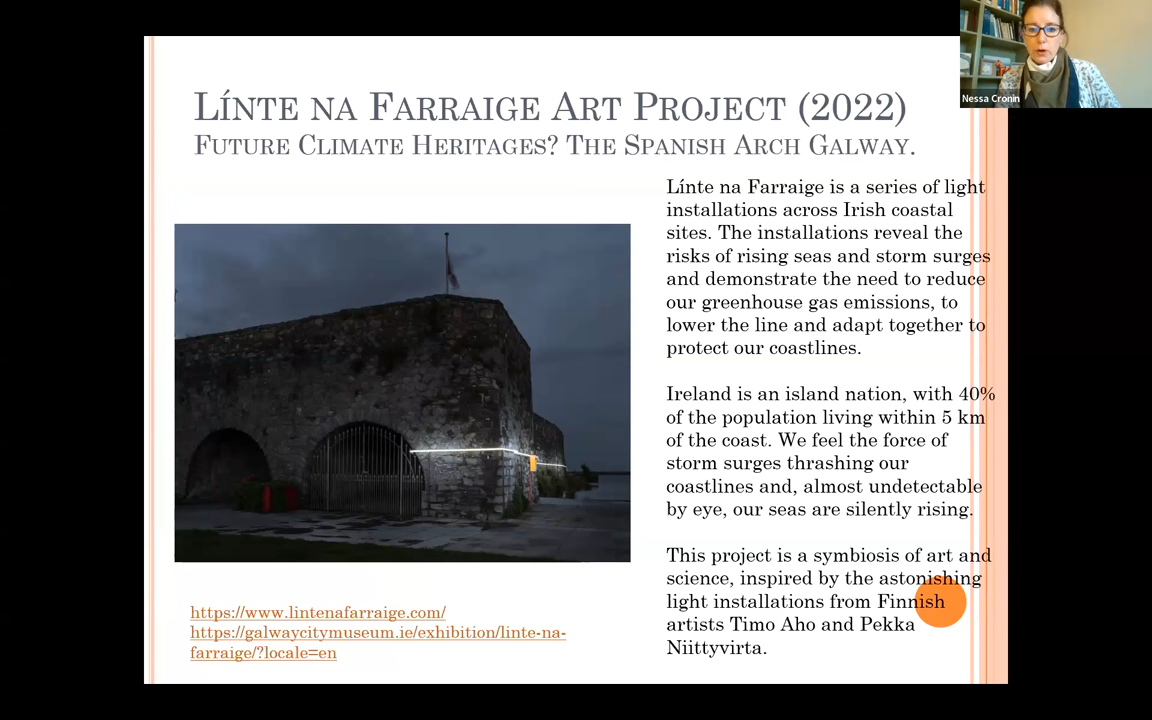 Nessa Cronin
LÍNTE NA FARRAIGE ART PROJECT (2022)
FUTURE CLIMATE HERITAGES? THE SPANISH ARCH GALWAY.
Línte na Farraige is a series of light
installations across Irish coastal
sites. The installations reveal the
risks of rising seas and storm surges
and demonstrate the need to reduce
our greenhouse gas emissions, to
lower the line and adapt together to
protect our coastlines.
Ireland is an island nation, with 40%
of the population living within 5 km
of the coast. We feel the force of
storm surges thrashing our
coastlines and, almost undetectable
by eye, our seas are silently rising.
This project is a symbiosis of art and
science, inspired by the astonishing
light installations from Finnish
artists Timo Aho and Pekka
Niittyvirta.
https://www.lintenafarraige.com/
https://galwaycitymuseum.ie/exhibition/linte-na-
farraige/?locale=en